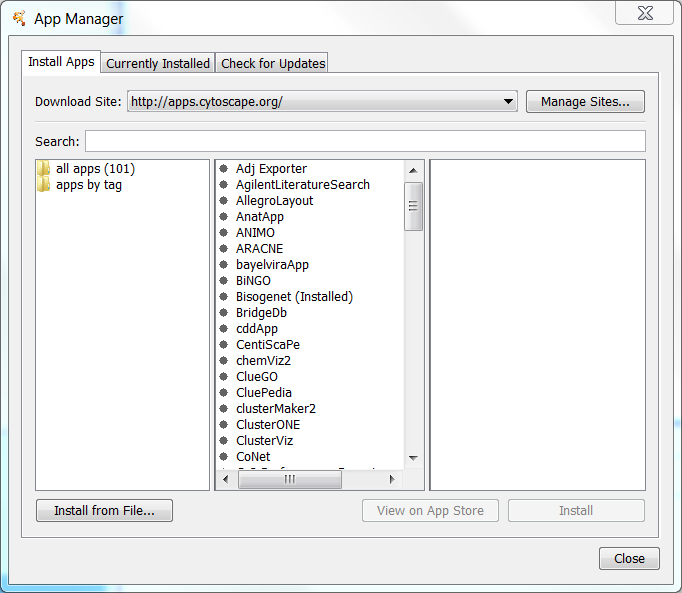 App Manager
Install Apps
Currently Installed
Check for Updates
Download Site:
http://apps.cytoscape.org/
Manage Sites...
Search:
all apps (101)
apps by tag
Adj Exporter
AgilentLiteratureSearch
AllegroLayout
AnatApp
ANIMO
ARACNE
bayelviraApp
BiNGO
Bisogenet (Installed)
BridgeDb
cddApp
CentiScaPe
chemViz2
ClueGO
CluePedia
clusterMaker2
ClusterONE
ClusterViz
CoNet
Install from File...
View on App Store
Install
Close